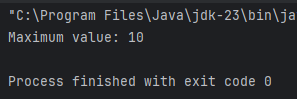 "C:\Program Files\Java\jdk-23\bin\ja
Maximum value: 10
Process finished with exit code 0